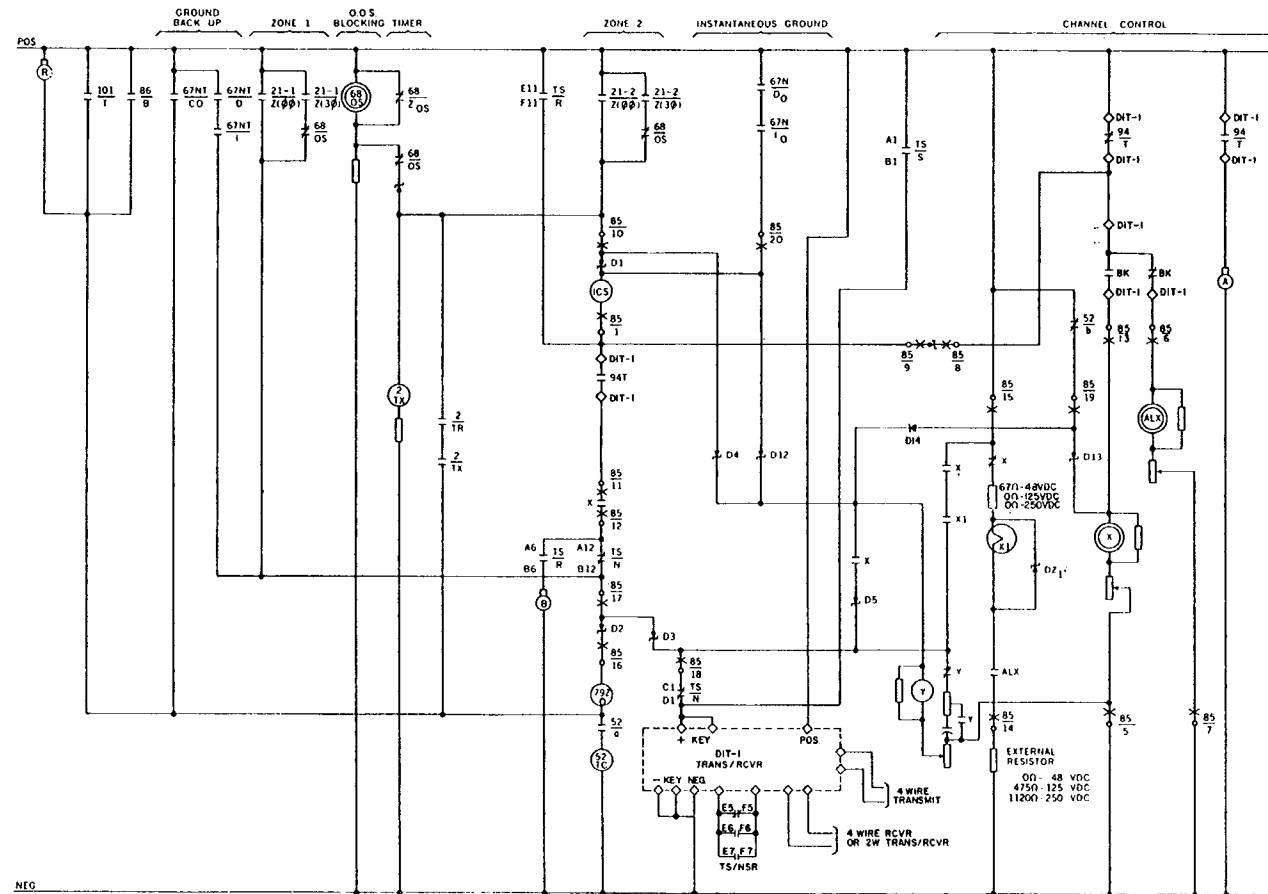 GROUND
BACK UP
ZONE 1
O.O.S.
BLOCKING TIMER
ZONE 2
INSTANTANEOUS GROUND
CHANNEL CONTROL
POS
R
101
T
86
B
67NT
CO
67NT
D
67NT
I
21-1
Z(ØØ)
21-1
Z(3Ø)
68
OS
68
OS
68
2OS
68
OS
E11
F11
TS
R
21-2
Z(ØØ)
21-2
Z(3Ø)
68
OS
67N
DO
67N
IO
A1
B1
TS
S
DIT-1
94
T
DIT-1
DIT-1
94
T
DIT-1
DIT-1
85
10
D1
ICS
85
1
85
20
BK
BK
DIT-1
DIT-1
A
52
b
85
13
85
6
85
9
85
8
DIT-1
94T
DIT-1
2
TX
2
TR
2
TX
85
15
85
19
ALX
D14
D4
D12
D13
X
X
X1
67Ω-48VDC
0Ω-125VDC
0Ω-250VDC
X1
DZ1
X
85
11
X
85
12
A6
B6
TS
R
A12
B12
TS
N
B
85
17
D2
D3
85
16
X
D5
85
18
C1
D1
TS
N
Y
Y
Y
ALX
85
14
85
5
85
7
79Z
O
52
a
52
TC
+ KEY
POS.
DIT-1
TRANS/RCVR
- KEY NEG.
EXTERNAL
RESISTOR
0Ω- 48 VDC
475Ω-125 VDC
1120Ω-250 VDC
4 WIRE
TRANSMIT
E5 F5
E6 F6
E7 F7
TS/NSR
4 WIRE RCVR
OR 2W TRANS/RCVR
NEG